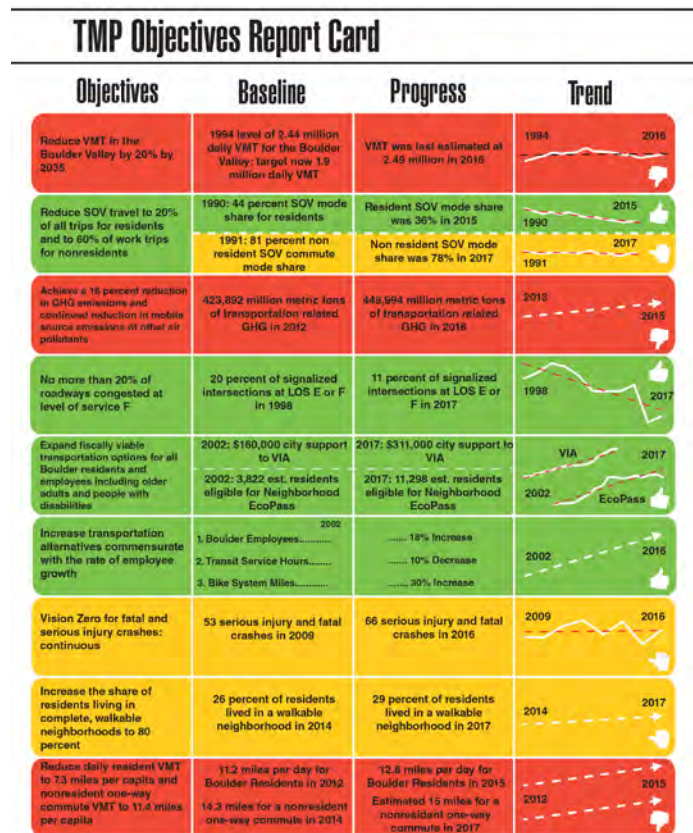 TMP Objectives Report Card
Objectives
Baseline
Progress
Trend
Reduce VMT in the
Boulder Valley by 20% by
2035
1994 level of 2.44 million
daily VMT for the Boulder
Valley: target now 1.9
million daily VMT
VMT was last estimated at
2.49 million in 2016
1994
2016
Reduce SOV travel to 20%
of all trips for residents
and to 60% of work trips
for nonresidents
1990: 44 percent SOV mode
share for residents
Resident SOV mode share
was 36% in 2015
1990
2015
1991: 81 percent non
resident SOV commute
mode share
Non resident SOV mode
share was 78% in 2017
1991
2017
Achieve a 16 percent reduction
in GHG emissions and
continued reduction in mobile
source emissions of other air
pollutants
423,892 million metric tons
of transportation related
GHG in 2012
million metric tons
of transportation related
GHG in 2016
2015
No more than 20% of
roadways congested at
level of service F
20 percent of signalized
intersections at LOS E or F
in 1998
11 percent of signalized
intersections at LOS E or
F in 2017
1998
2017
Expand fiscally viable
transportation options for all
Boulder residents and
employees including older
adults and people with
disabilities
2002: $160,000 city support
to VIA
2017: $311,000 city support to
VIA
2002: 3,822 est. residents
eligible for Neighborhood
EcoPass
2017: 11,298 est. residents
eligible for Neighborhood
EcoPass
VIA
2017
2002
EcoPass
Increase transportation
alternatives commensurate
with the rate of employee
growth
2002
1. Boulder Employees...........
2. Transit Service Hours.......
3. Bike System Miles...........
...... 18% Increase
...... 10% Decrease
...... 30% Increase
2002
2016
Vision Zero for fatal and
serious injury crashes:
continuous
53 serious injury and fatal
crashes in 2009
66 serious injury and fatal
crashes in 2016
2009
2016
Increase the share of
residents living in
complete, walkable
neighborhoods to 80
percent
26 percent of residents
lived in a walkable
neighborhood in 2014
29 percent of residents
lived in a walkable
neighborhood in 2017
2014
2017
Reduce daily resident VMT
to 7.3 miles per capita and
nonresident one-way
commute VMT to 11.4 miles
per capita
11.2 miles per day for
Boulder Residents in 2012
14.3 miles for a nonresident
one-way commute in 2014
miles per day for
Boulder Residents in 2015
Estimated 15 miles for a
nonresident one-way
commute in 2017
2012
2015